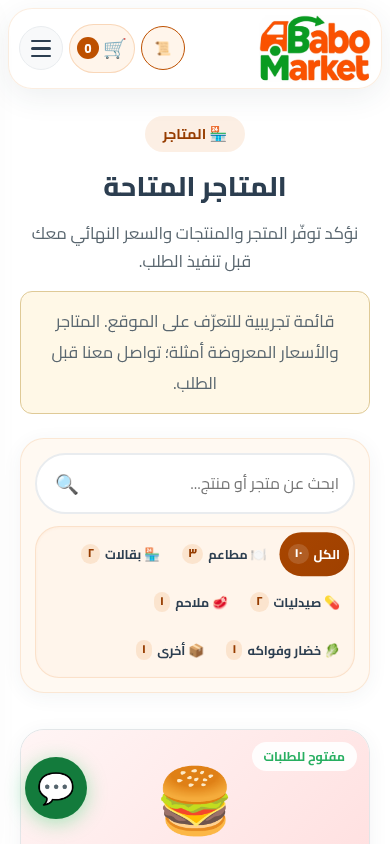 Babo
Market
0
🏪 المتاجر
المتاجر المتاحة
نؤكد توفّر المتجر والمنتجات والسعر النهائي معك
قبل تنفيذ الطلب.
قائمة تجريبية للتعرّف على الموقع. المتاجر
والأسعار المعروضة أمثلة؛ تواصل معنا قبل
الطلب.
ابحث عن متجر أو منتج...
الكل ١٠ 🍽️ مطاعم ٣ 🏪 بقالات ٢
💊 صيدليات ٢ 🥩 ملاحم ١
🥬 خضار وفواكه ١ 📦 أخرى ١
مفتوح للطلبات